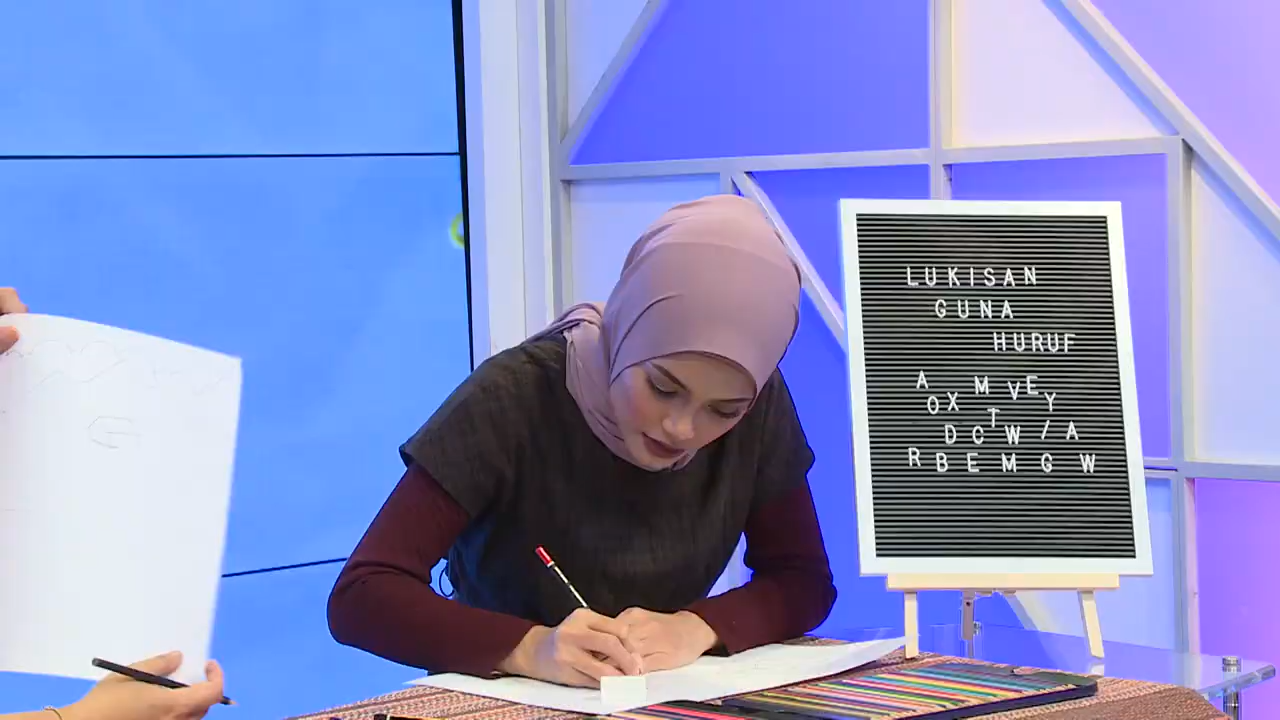 LUKISAN
GUNA
HURUF
A M V E
O X T Y
D C W / A
R B E M G W
G